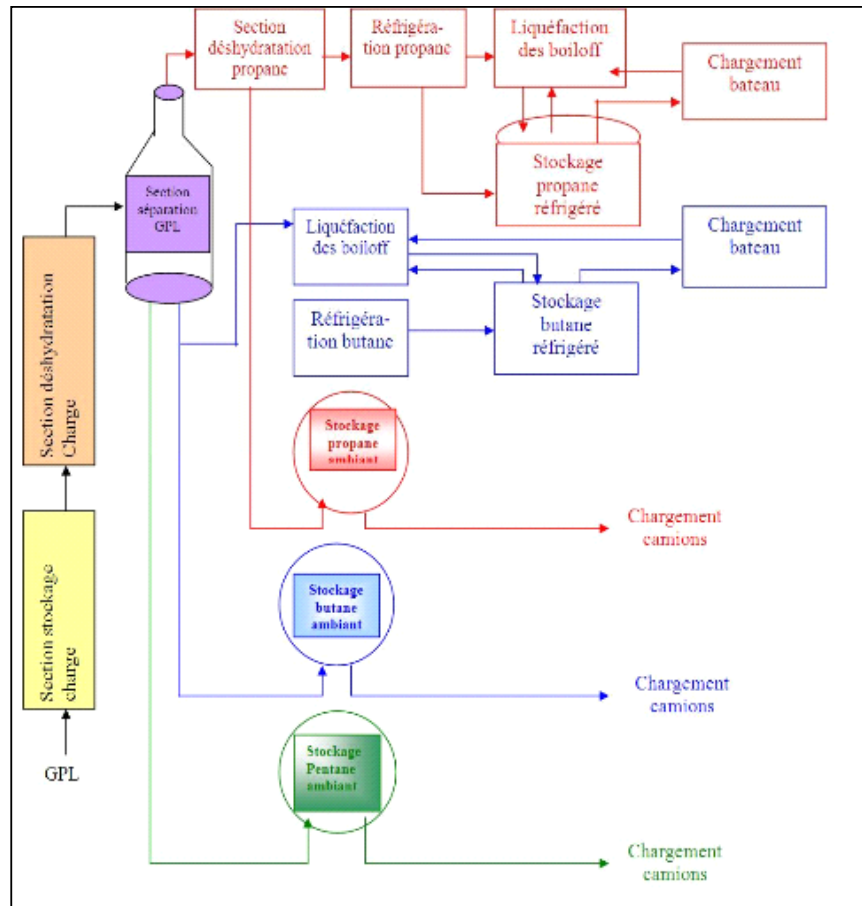 Section
déshydratation
propane
Réfrigéra-
tion propane
Liquéfaction
des boiloff
Chargement
bateau
Stockage
propane
réfrigéré
Section
séparation
GPL
Liquéfaction
des boiloff
Chargement
bateau
Réfrigéra-
tion butane
Stockage
butane
réfrigéré
Section déshydratation
Charge
Stockage
propane
ambiant
Chargement
camions
Section stockage
charge
Stockage
butane
ambiant
Chargement
camions
GPL
Stockage
Pentane
ambiant
Chargement
camions